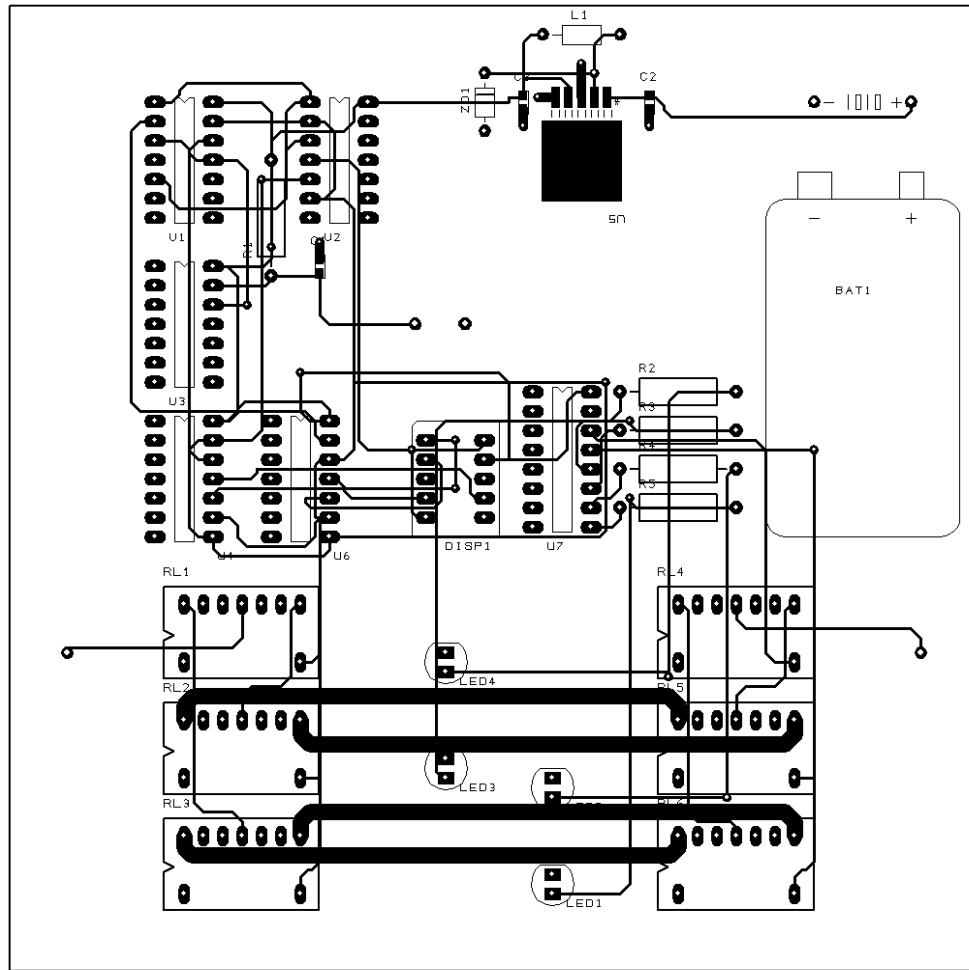 L1
C2
ZD1
*
- +
U5
U1
U2
R1
- +
BAT1
R2
U3
R3
R4
R5
DISP1
U7
U4
U6
RL1
RL4
LED4
RL2
RL5
LED3
RL3
LED1